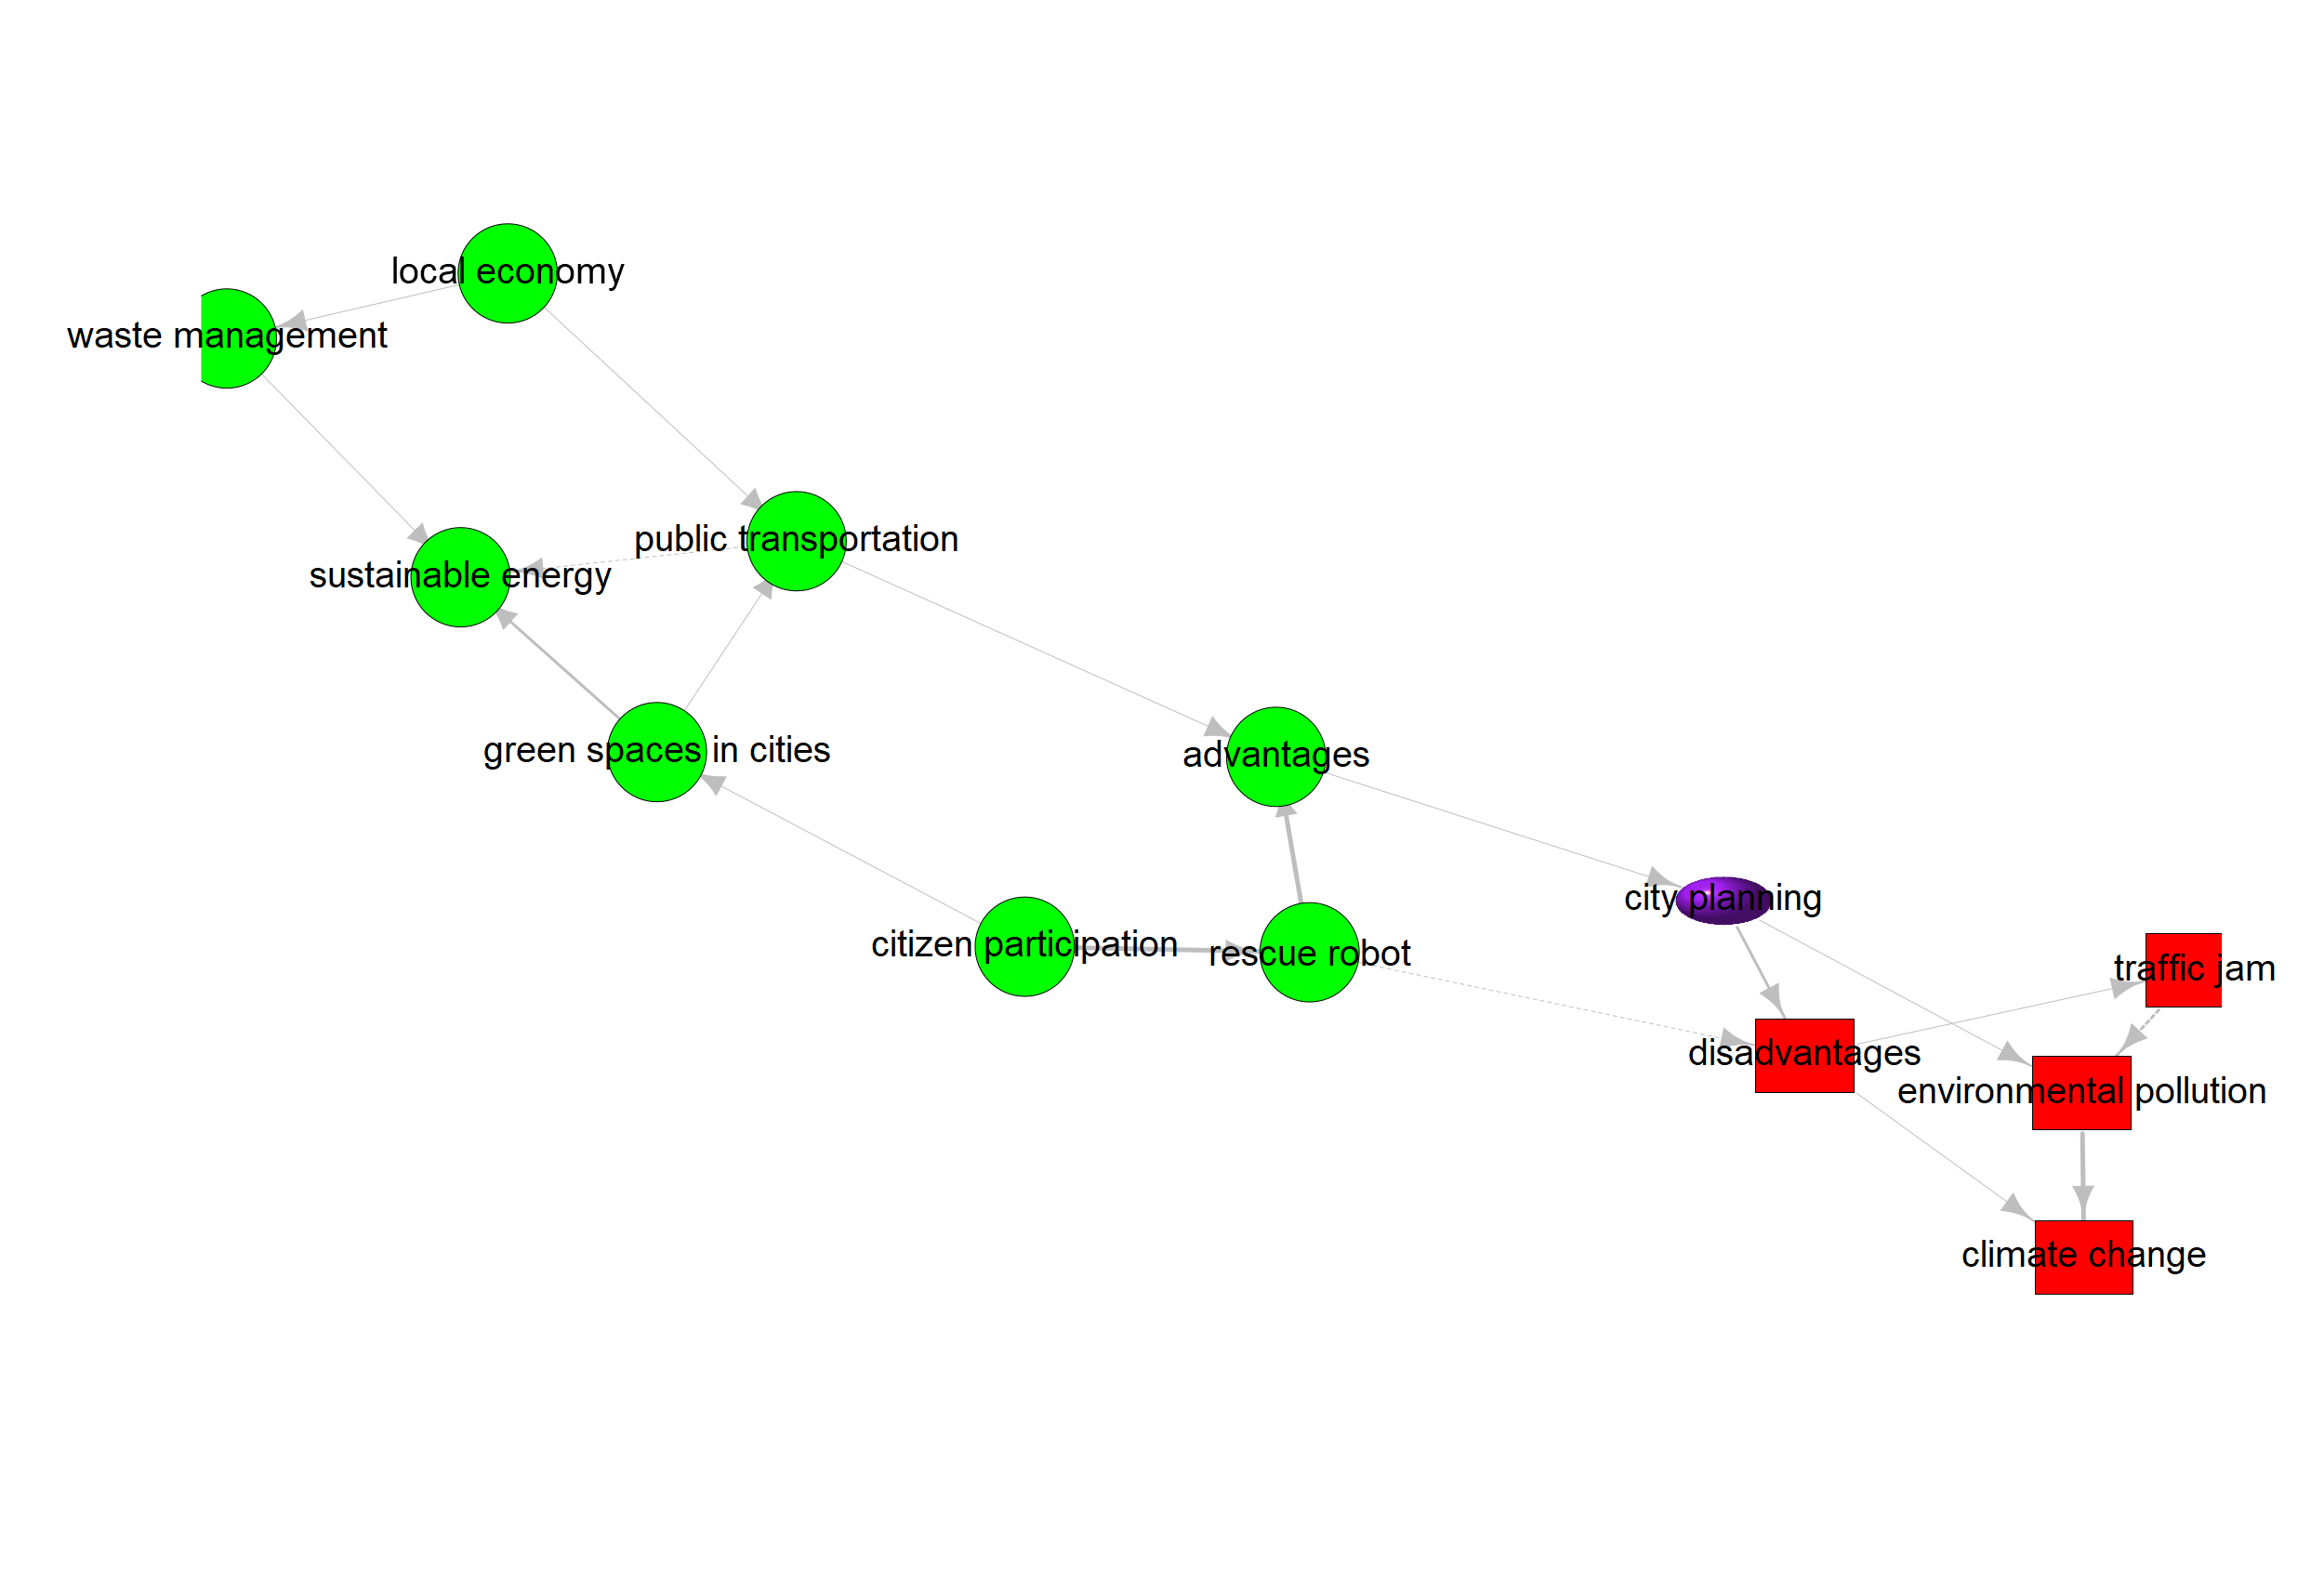 local economy
waste management
public transportation
sustainable energy
green spaces in cities
advantages
city planning
citizen participation
rescue robot
traffic jam
disadvantages
environmental pollution
climate change